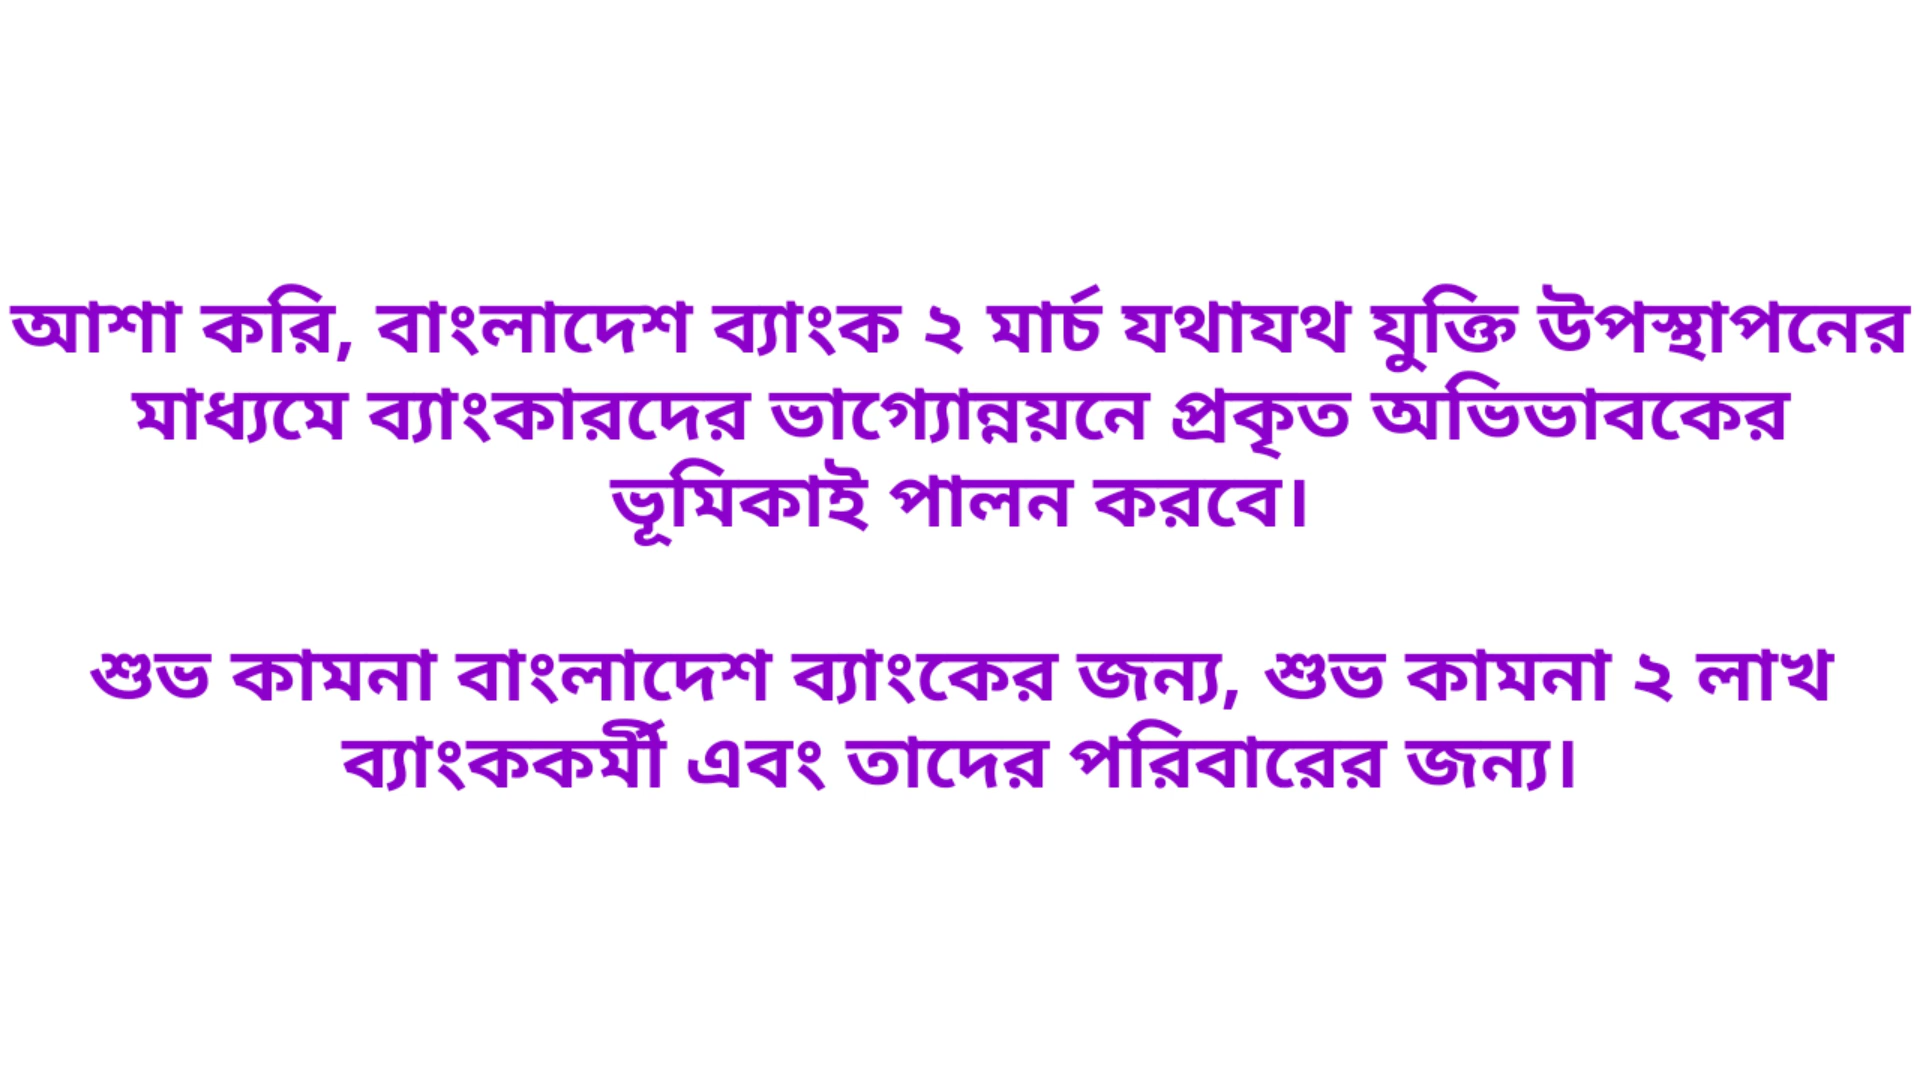 আশা করি, বাংলাদেশ ব্যাংক ২ মার্চ যথাযথ যুক্তি উপস্থাপনের
মাধ্যমে ব্যাংকারদের ভাগ্যোন্নয়নে প্রকৃত অভিভাবকের
ভূমিকাই পালন করবে।
শুভ কামনা বাংলাদেশ ব্যাংকের জন্য, শুভ কামনা ২ লাখ
ব্যাংককর্মী এবং তাদের পরিবারের জন্য।